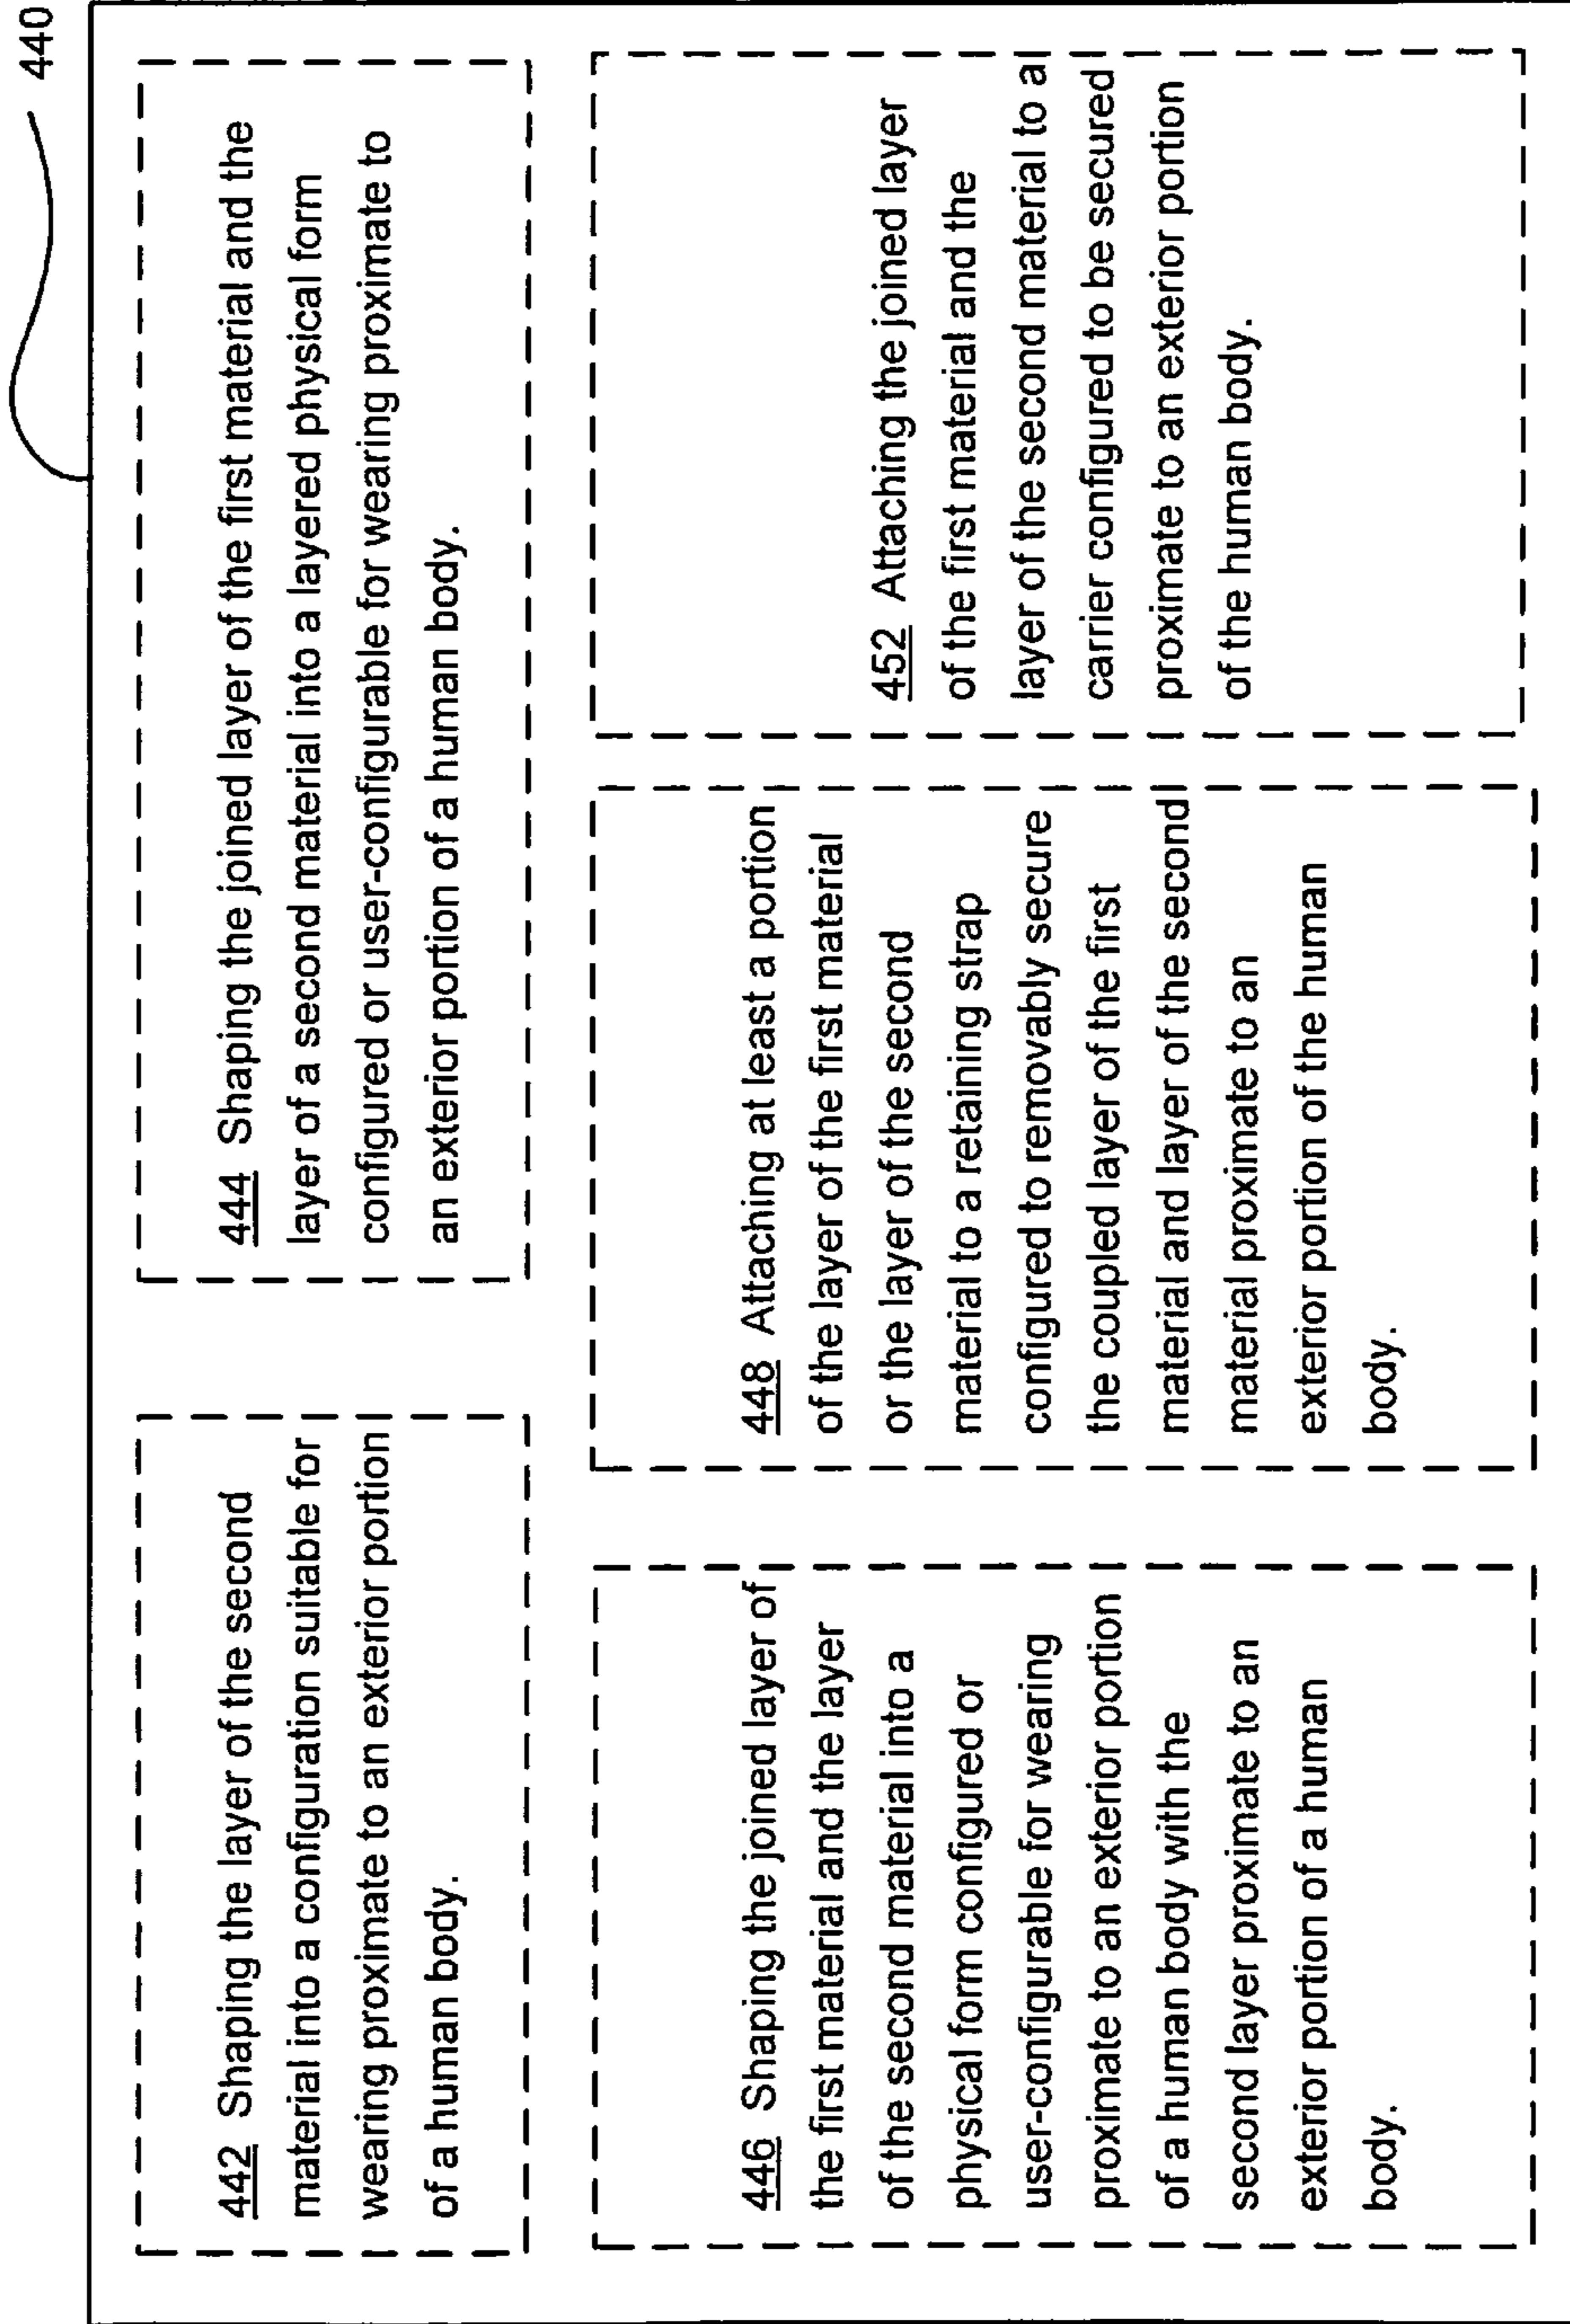 440
442 Shaping the layer of the second
material into a configuration suitable for
wearing proximate to an exterior portion
of a human body.
444 Shaping the joined layer of the first material and the
layer of a second material into a layered physical form
configured or user-configurable for wearing proximate to
an exterior portion of a human body.
446 Shaping the joined layer of
the first material and the layer
of the second material into a
physical form configured or
user-configurable for wearing
proximate to an exterior portion
of a human body with the
second layer proximate to an
exterior portion of a human
body.
448 Attaching at least a portion
of the layer of the first material
or the layer of the second
material to a retaining strap
configured to removably secure
the coupled layer of the first
material and layer of the second
material proximate to an
exterior portion of the human
body.
452 Attaching the joined layer
of the first material and the
layer of the second material to a
carrier configured to be secured
proximate to an exterior portion
of the human body.